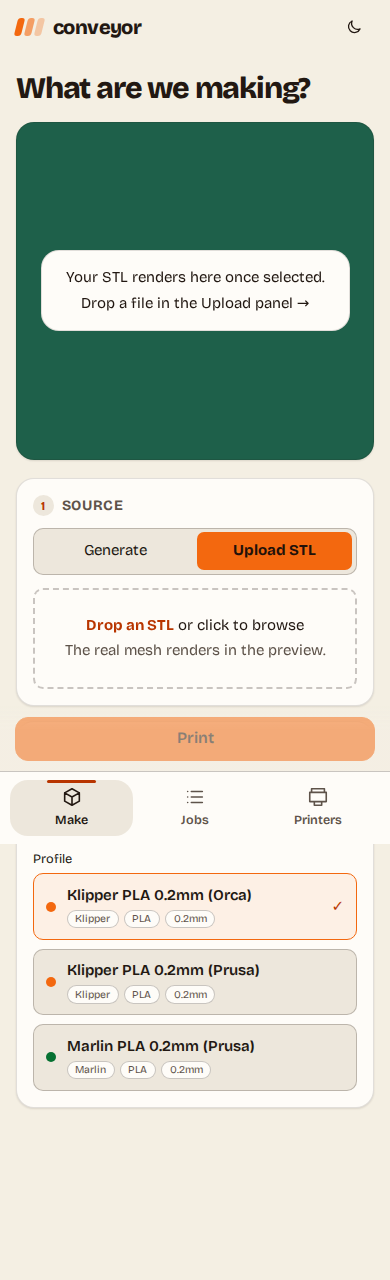 conveyor
What are we making?
Your STL renders here once selected.
Drop a file in the Upload panel →
1 SOURCE
Generate Upload STL
Drop an STL or click to browse
The real mesh renders in the preview.
Print
Make Jobs Printers
Profile
Klipper PLA 0.2mm (Orca)
Klipper PLA 0.2mm
✓
Klipper PLA 0.2mm (Prusa)
Klipper PLA 0.2mm
Marlin PLA 0.2mm (Prusa)
Marlin PLA 0.2mm